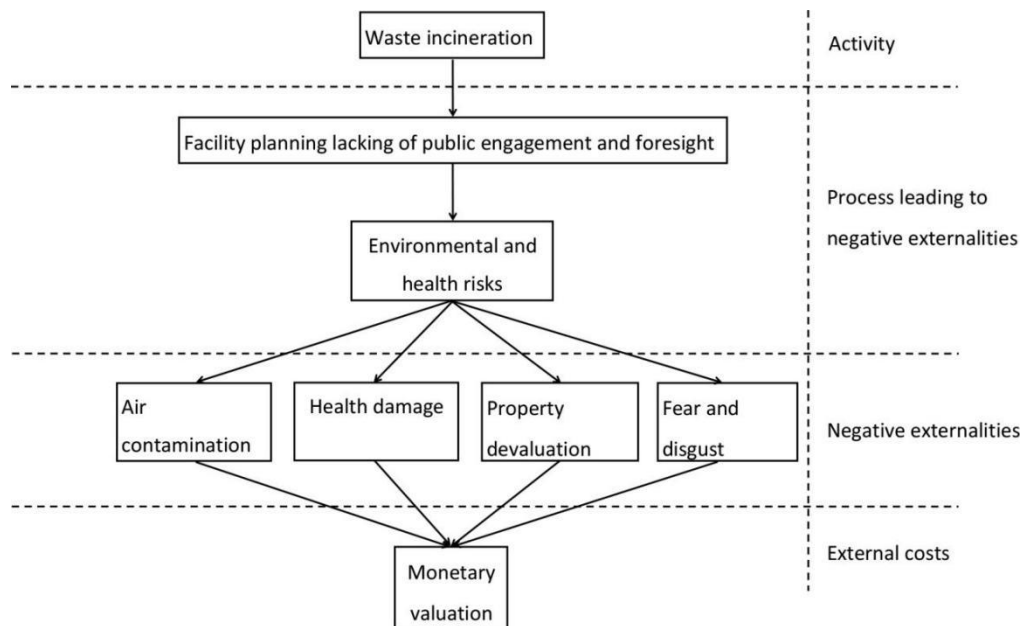 Waste incineration
Activity
Facility planning lacking of public engagement and foresight
Process leading to
negative externalities
Environmental and
health risks
Air
contamination
Health damage
Property
devaluation
Fear and
disgust
Negative externalities
External costs
Monetary
valuation